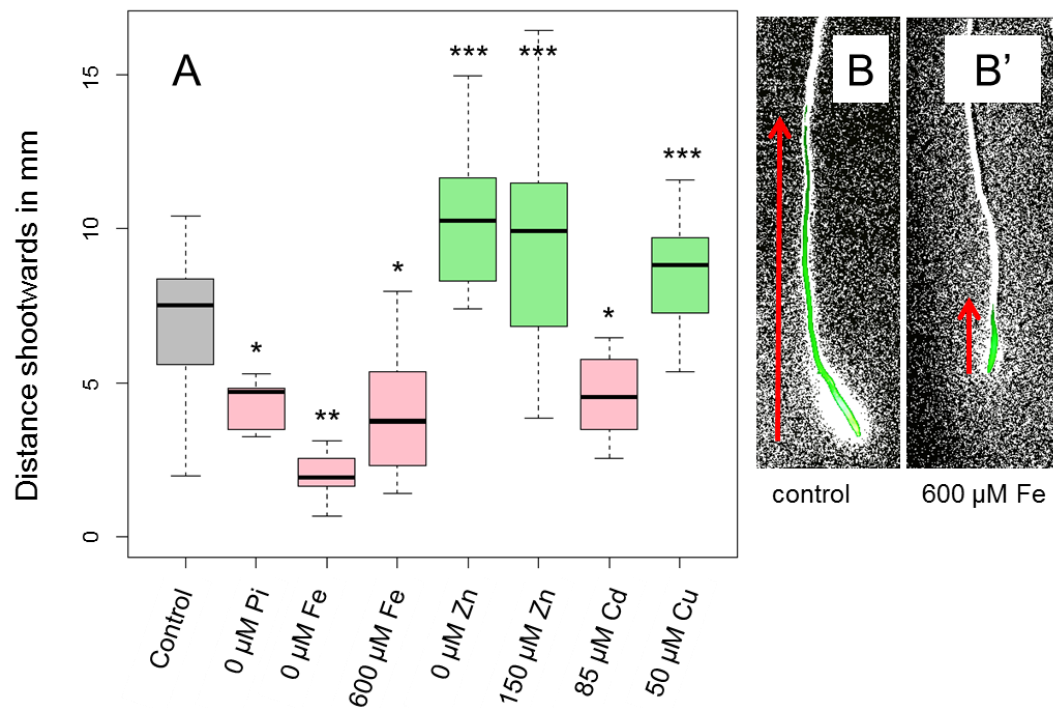 A
Distance shootwards in mm
15
10
5
0
***
***
***
*
*
*
**
Control
0 µM Pi
0 µM Fe
600 µM Fe
0 µM Zn
150 µM Zn
85 µM Cd
50 µM Cu
B
B’
control
600 µM Fe